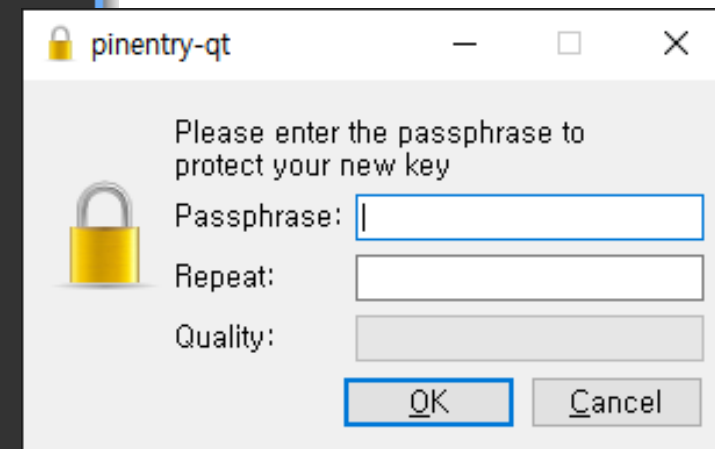 pinentry-qt
Please enter the passphrase to
protect your new key
Passphrase:
Repeat:
Quality:
OK
Cancel